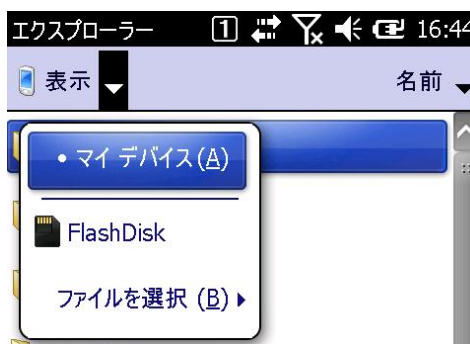 エクスプローラー 1 16:44
表示 名前
・マイ デバイス(A)
FlashDisk
ファイルを選択 (B)